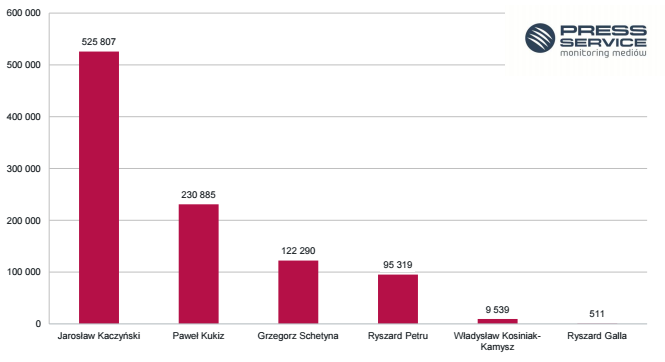 600 000
PRESS
SERVICE
monitoring mediów
525 807
500 000
400 000
300 000
230 885
200 000
122 290
95 319
100 000
9 539
511
0
Jarosław Kaczyński
Paweł Kukiz
Grzegorz Schetyna
Ryszard Petru
Władysław Kosiniak-
Kamysz
Ryszard Galla